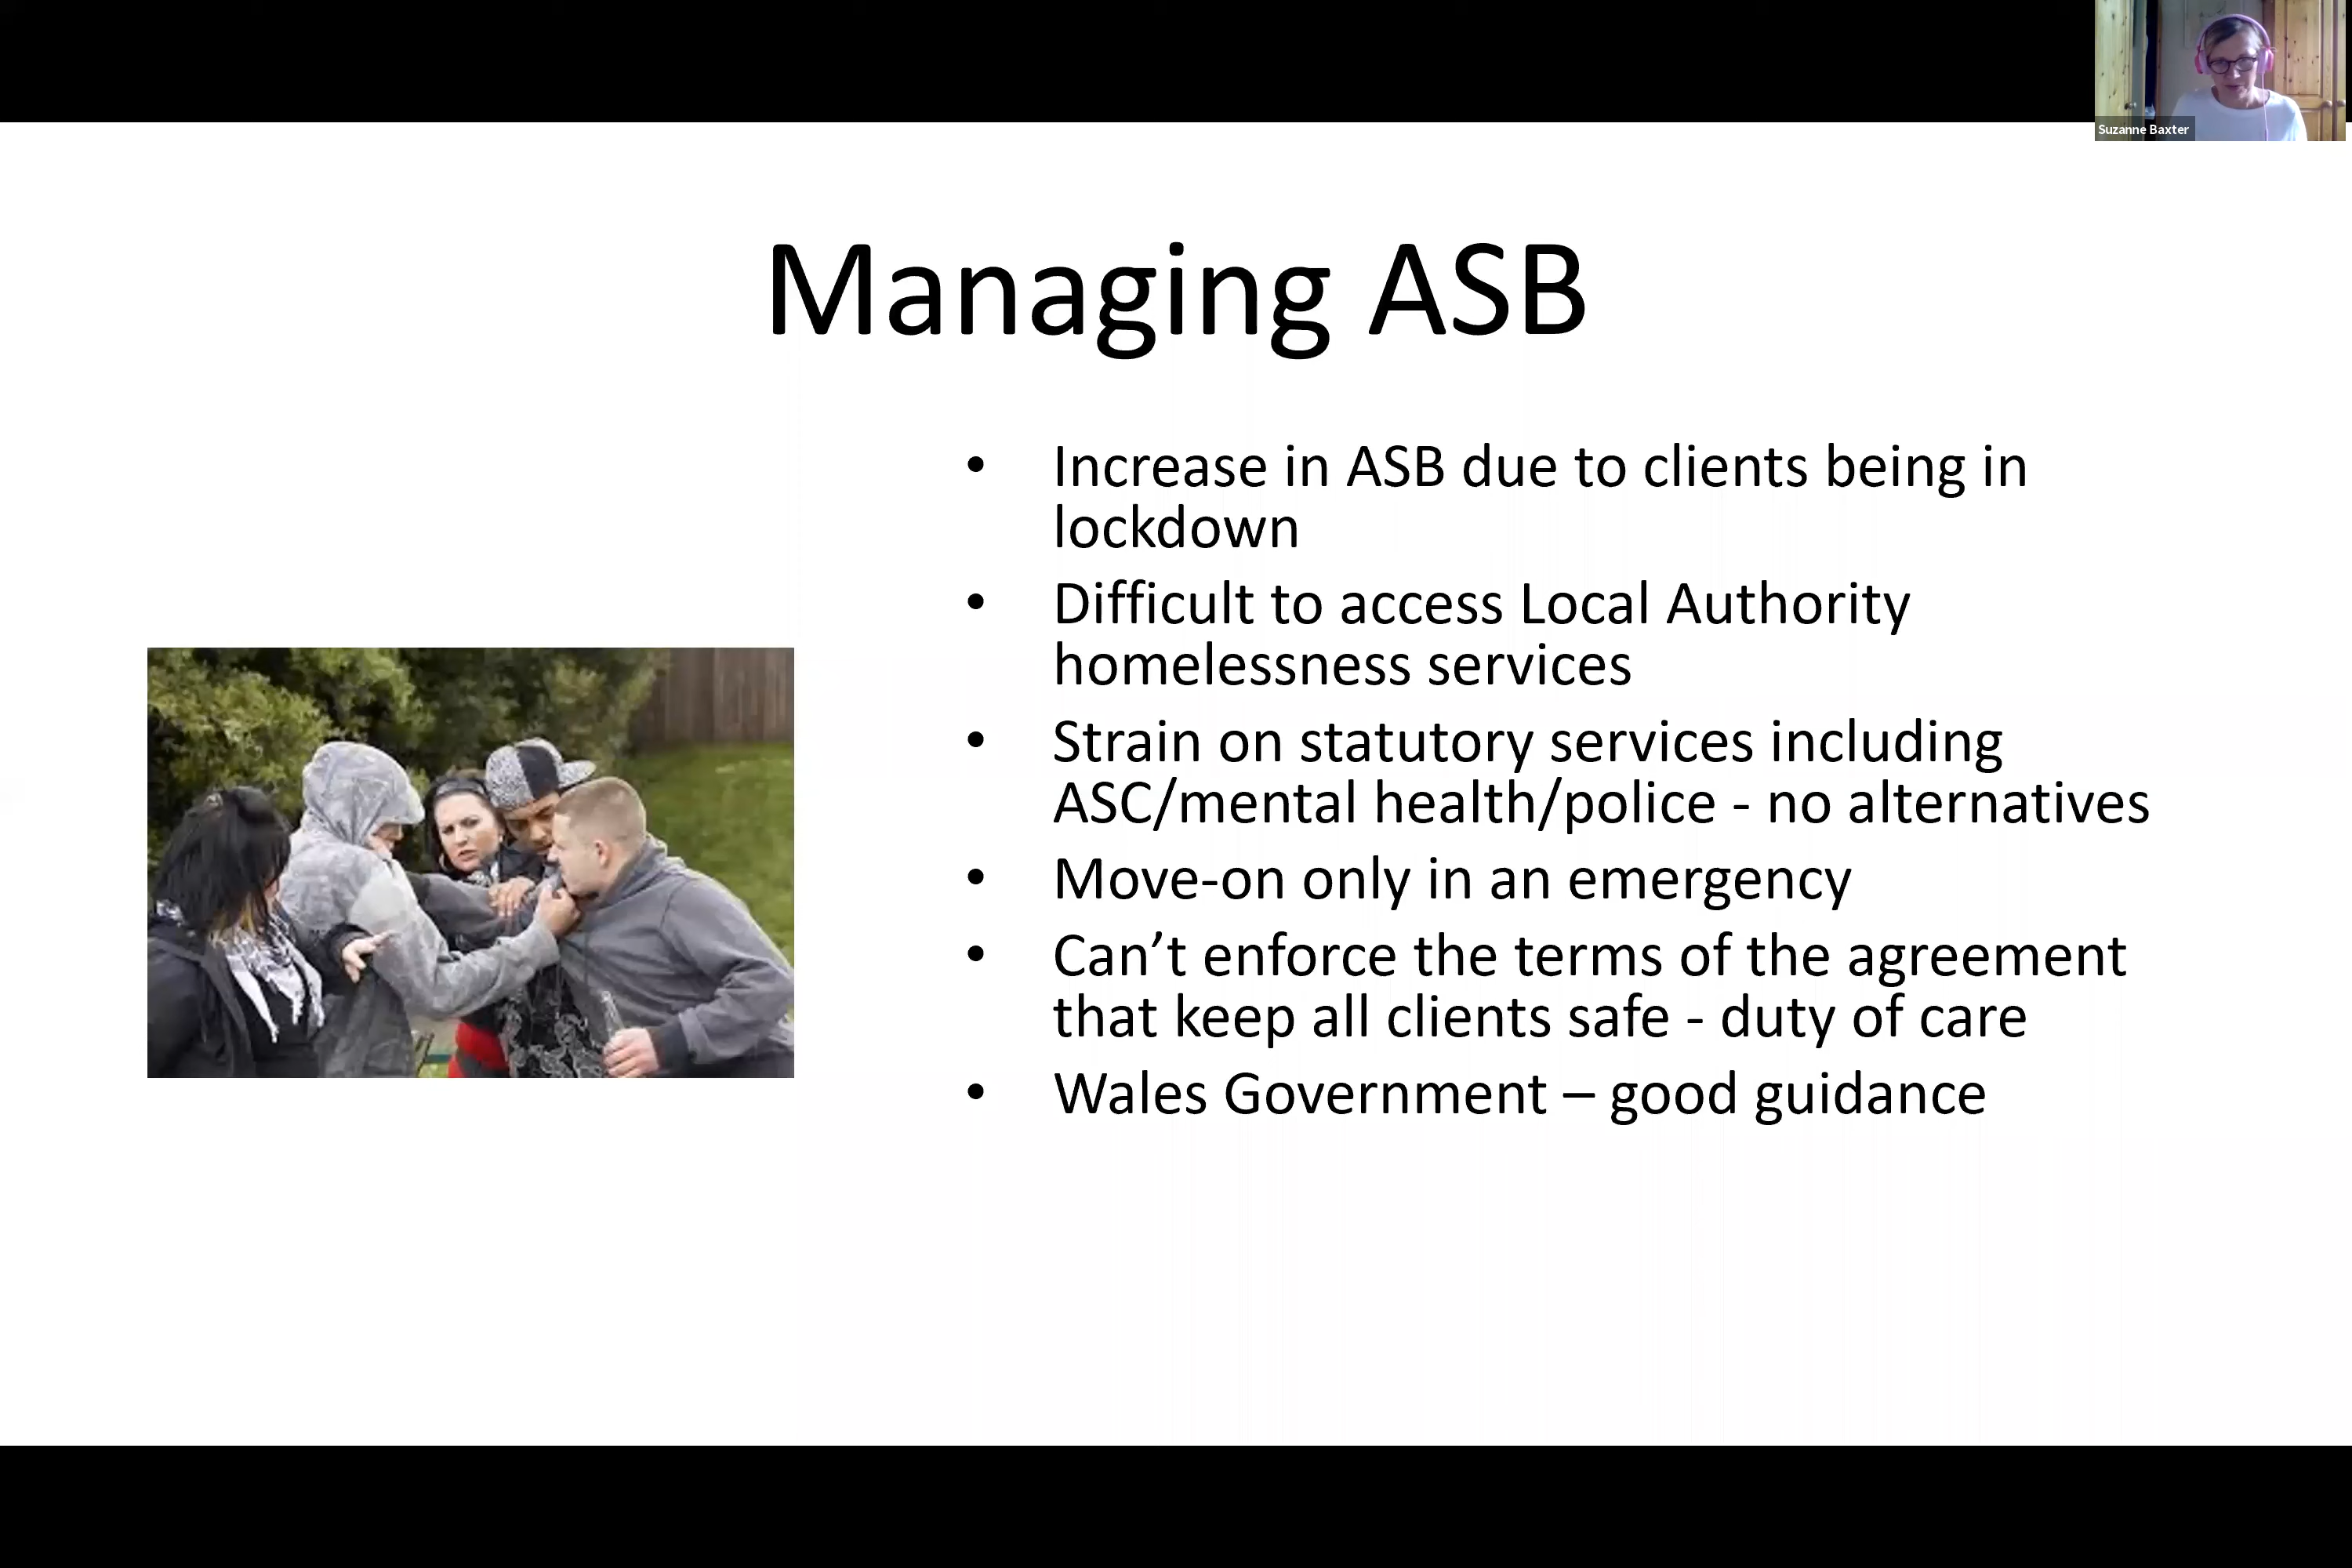 Suzanne Baxter
Managing ASB
• Increase in ASB due to clients being in
lockdown
• Difficult to access Local Authority
homelessness services
• Strain on statutory services including
ASC/mental health/police - no alternatives
• Move-on only in an emergency
• Can’t enforce the terms of the agreement
that keep all clients safe - duty of care
• Wales Government – good guidance